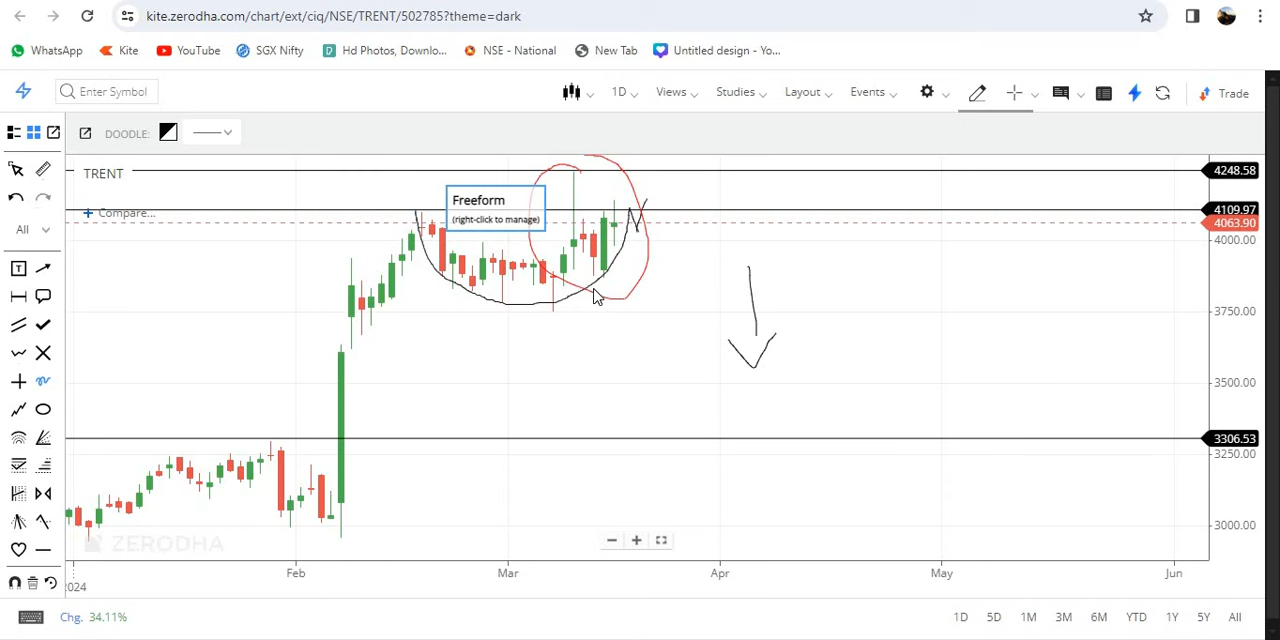 kite.zerodha.com/chart/ext/ciq/NSE/TRENT/502785?theme=dark
WhatsApp Kite YouTube SGX Nifty Hd Photos, Downlo... NSE - National New Tab Untitled design - Yo...
Enter Symbol 1D Views Studies Layout Events Trade
DOODLE:
TRENT
4248.58
Freeform
(right-click to manage)
+ Compare...
4109.97
4063.90
All
4000.00
T
3750.00
3500.00
3306.53
3250.00
3000.00
ZERODHA
Feb Mar Apr May Jun
2024
Chg. 34.11% 1D 5D 1M 3M 6M YTD 1Y 5Y All